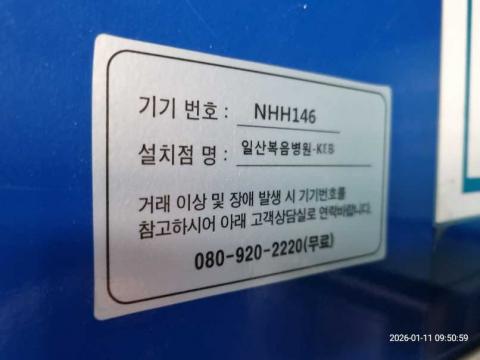 기기 번호 : NHH146
설치점 명 : 일산복음병원-KEB
거래 이상 및 장애 발생 시 기기번호를
참고하시어 아래 고객상담실로 연락바랍니다.
080-920-2220(무료)
2026-01-11 09:50:59